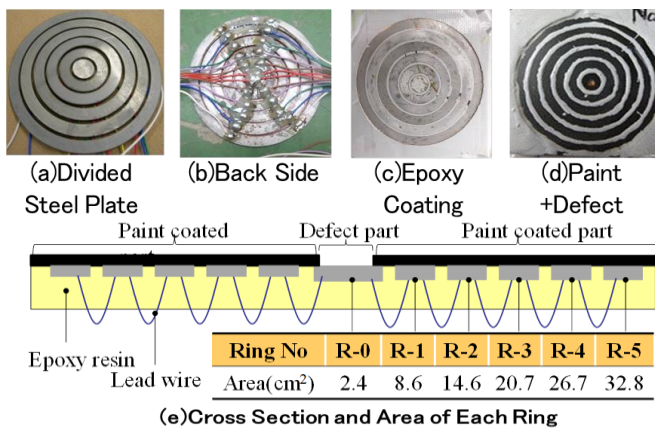 Na
(a)Divided
Steel Plate
(b)Back Side
(c)Epoxy
Coating
(d)Paint
+Defect
Paint coated
Defect part
Paint coated part
Epoxy resin
Lead wire
Ring No R-0 R-1 R-2 R-3 R-4 R-5
Area(cm²) 2.4 8.6 14.6 20.7 26.7 32.8
(e)Cross Section and Area of Each Ring